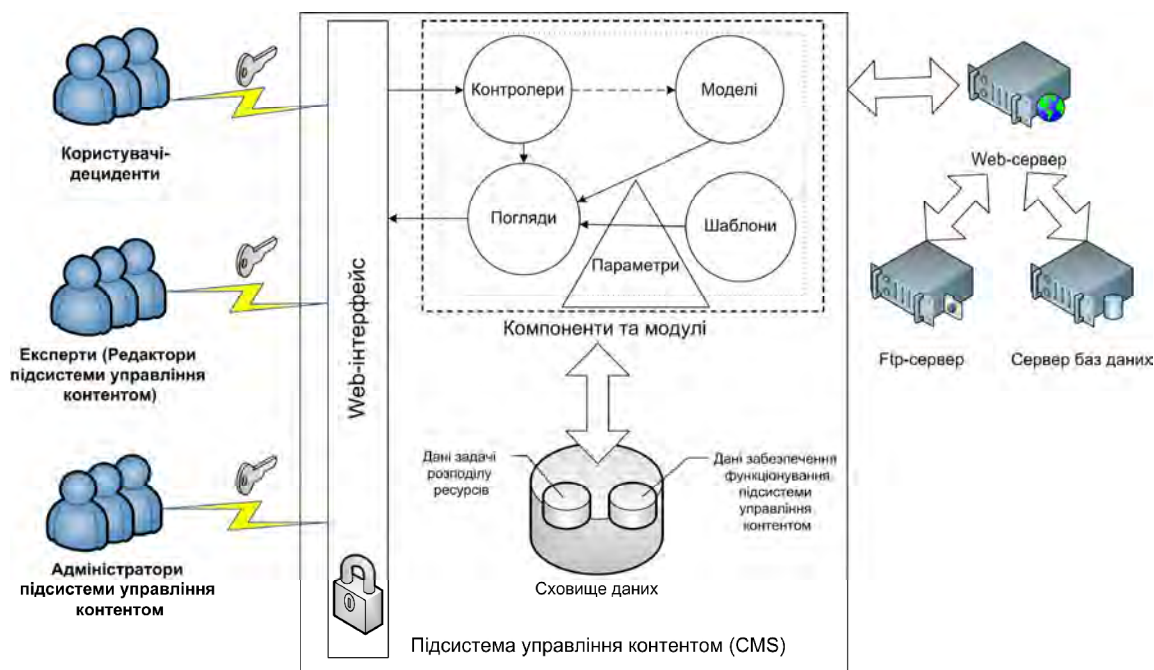 Користувачі-
дециденти
Експерти (Редактори
підсистеми управління
контентом)
Адміністратори
підсистеми управління
контентом
Web-інтерфейс
Контролери
Моделі
Погляди
Шаблони
Параметри
Компоненти та модулі
Дані задачі
розподілу
ресурсів
Дані забезпечення
функціонування
підсистеми
управління
контентом
Сховище даних
Підсистема управління контентом (CMS)
Web-сервер
Ftp-сервер
Сервер баз даних